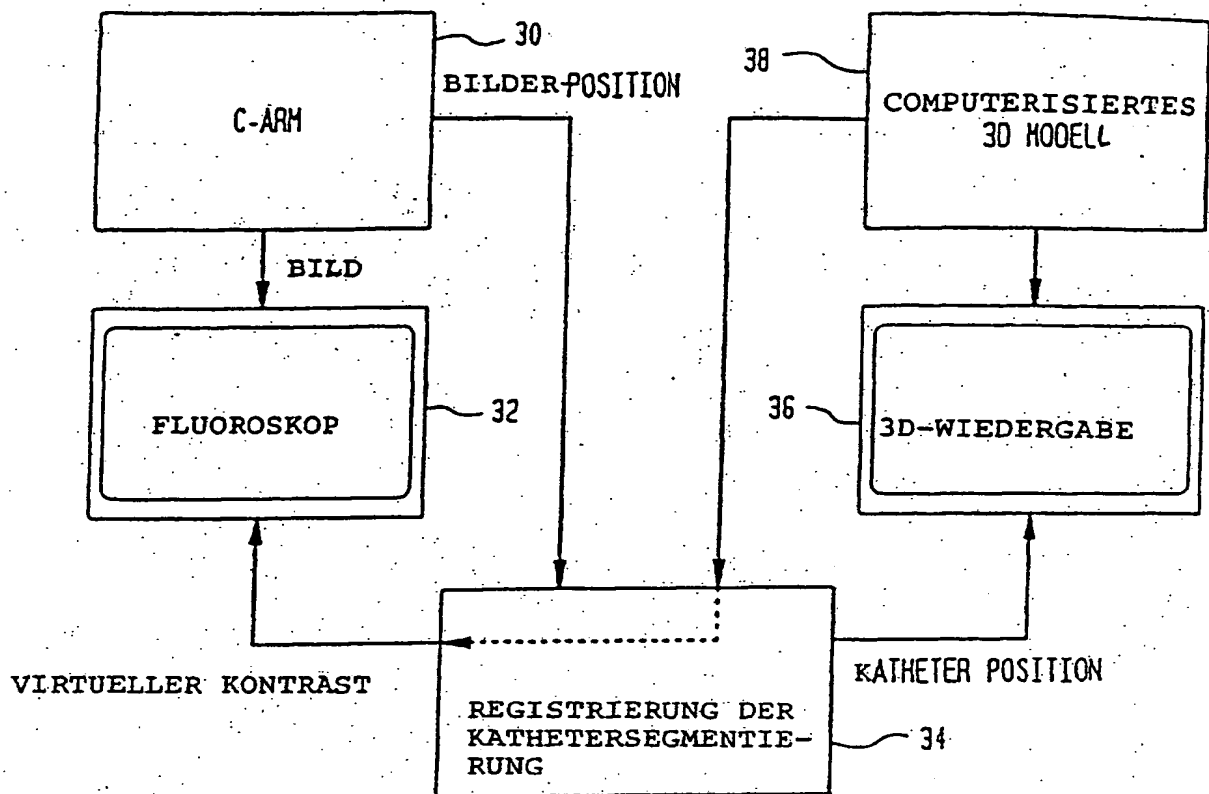 30
BILDER-POSITION
C-ARM
38
COMPUTERISIERTES
3D MODELL
BILD
FLUOROSKOP
32
36
3D-WIEDERGABE
VIRTUELLER KONTRAST
KATHETER POSITION
REGISTRIERUNG DER
KATHETERSEGMENTIE-
RUNG
34